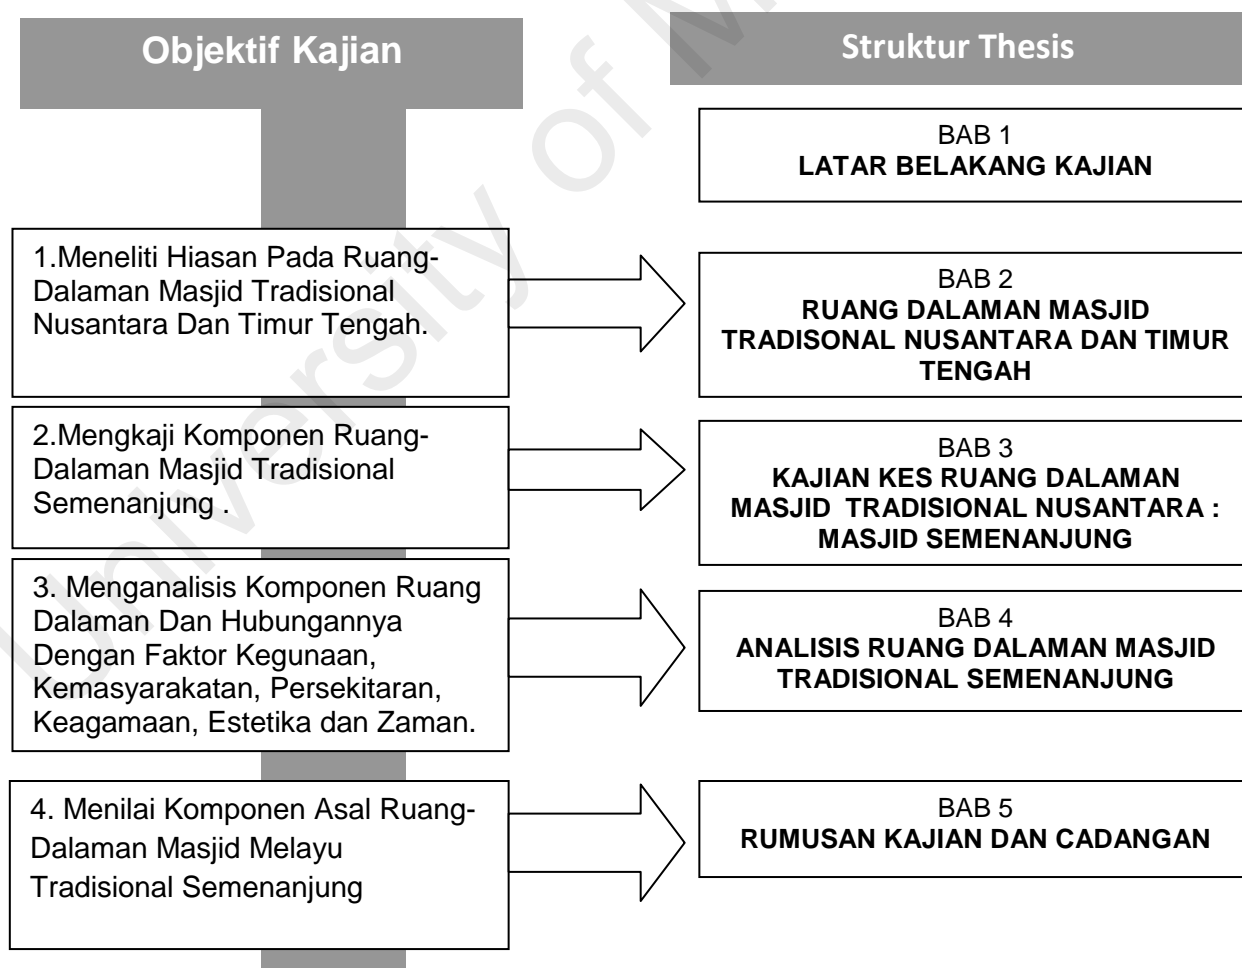 Objektif Kajian
Struktur Thesis
BAB 1
LATAR BELAKANG KAJIAN
1.Meneliti Hiasan Pada Ruang-
Dalaman Masjid Tradisional
Nusantara Dan Timur Tengah.
BAB 2
RUANG DALAMAN MASJID
TRADISONAL NUSANTARA DAN TIMUR
TENGAH
2.Mengkaji Komponen Ruang-
Dalaman Masjid Tradisional
Semenanjung .
BAB 3
KAJIAN KES RUANG DALAMAN
MASJID TRADISIONAL NUSANTARA :
MASJID SEMENANJUNG
3. Menganalisis Komponen Ruang
Dalaman Dan Hubungannya
Dengan Faktor Kegunaan,
Kemasyarakatan, Persekitaran,
Keagamaan, Estetika dan Zaman.
BAB 4
ANALISIS RUANG DALAMAN MASJID
TRADISIONAL SEMENANJUNG
4. Menilai Komponen Asal Ruang-
Dalaman Masjid Melayu
Tradisional Semenanjung
BAB 5
RUMUSAN KAJIAN DAN CADANGAN
University of M